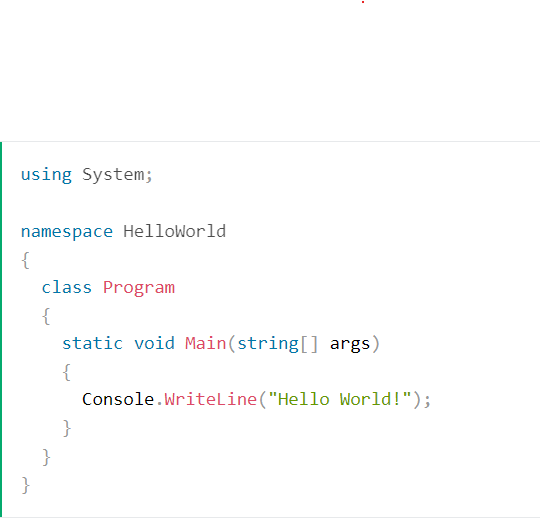 using System;

namespace HelloWorld
{
  class Program
  {
    static void Main(string[] args)
    {
      Console.WriteLine("Hello World!");
    }
  }
}